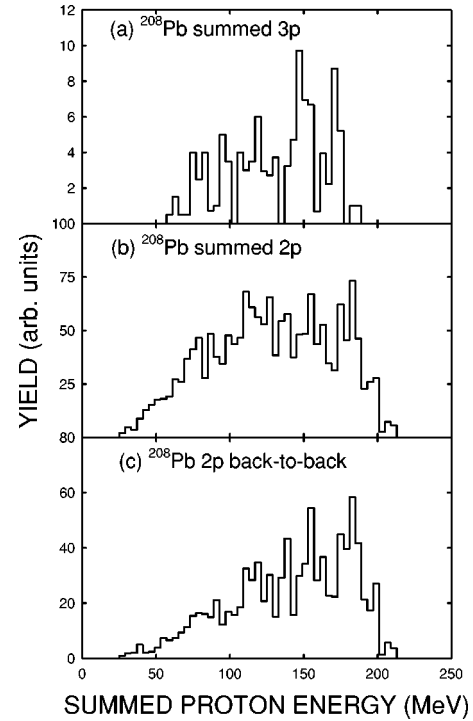 12
(a) ²⁰⁸Pb summed 3p
10
8
6
4
2
100
(b) ²⁰⁸Pb summed 2p
75
50
25
80
(c) ²⁰⁸Pb 2p back-to-back
60
40
20
0
0 50 100 150 200 250
YIELD (arb. units)
SUMMED PROTON ENERGY (MeV)